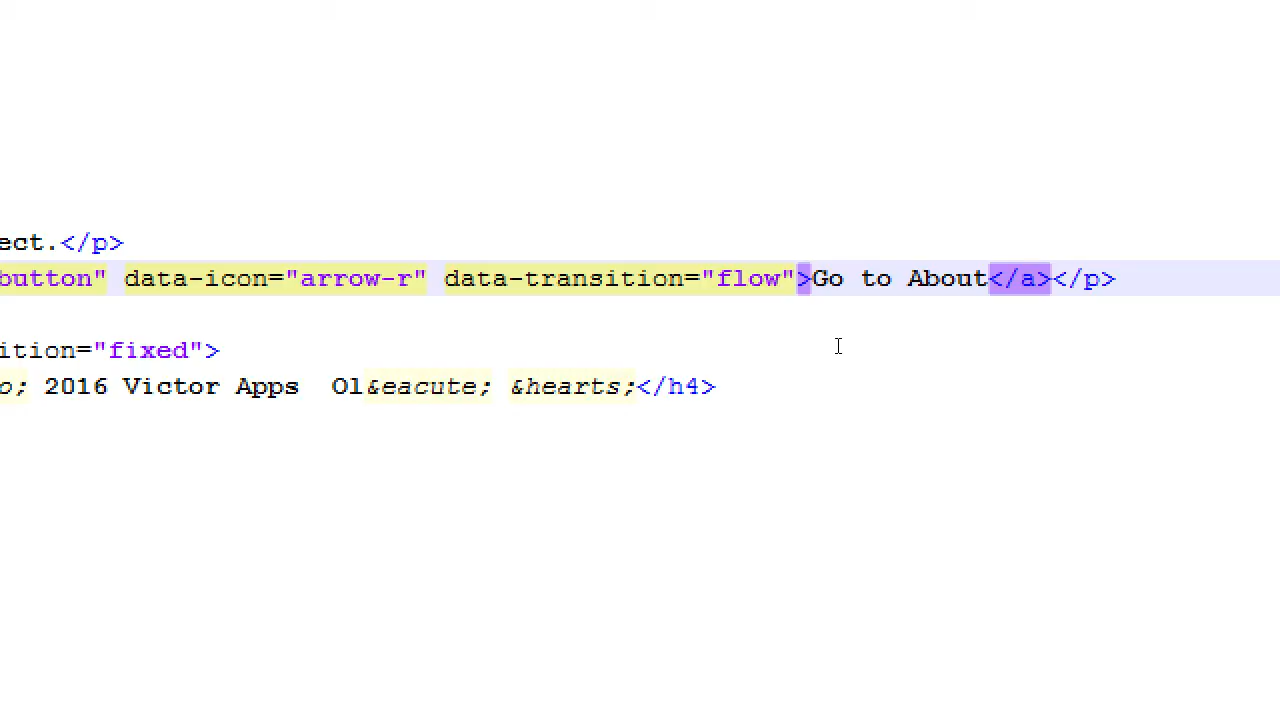 ect.</p>
button" data-icon="arrow-r" data-transition="flow">Go to About</a></p>
ition="fixed">
o; 2016 Victor Apps  Ol&eacute; &hearts;</h4>